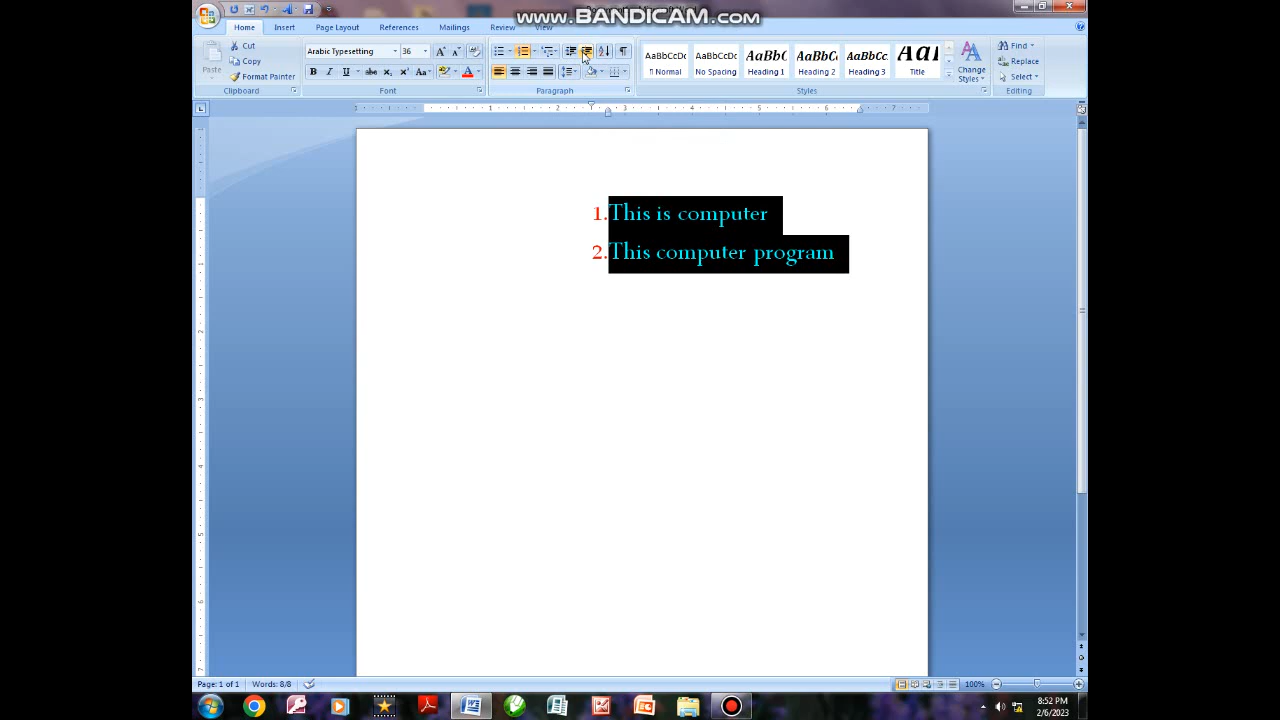 www.BANDICAM.com
Home Insert Page Layout References Mailings Review View
Paste
Cut
Copy
Format Painter
Clipboard
Arabic Typesetting 36
Font
Paragraph
AaBbCcDc AaBbCcDc AaBbC AaBbCc AaBbCc.
¶ Normal No Spacing Heading 1 Heading 2 Heading 3 Title
Change
Styles
Styles
Find
Replace
Select
Editing
1. This is computer
2. This computer program
Page: 1 of 1 Words: 8/8 100%
8:52 PM
2/6/2023